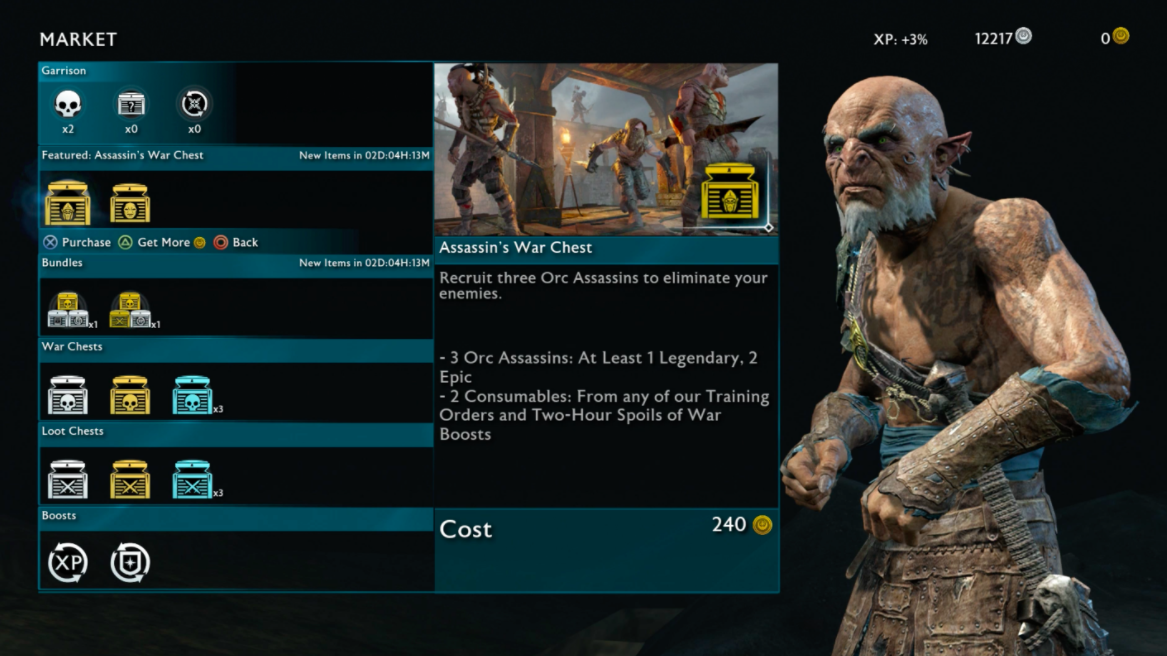 MARKET
XP: +3%
12217
0
Garrison
x2
x0
x0
Featured: Assassin's War Chest
New Items in 02D:04H:13M
Purchase
Get More
Back
Bundles
New Items in 02D:04H:13M
x1
x1
War Chests
x3
Loot Chests
x3
Boosts
XP
Assassin's War Chest
Recruit three Orc Assassins to eliminate your
enemies.
- 3 Orc Assassins: At Least 1 Legendary, 2
Epic
- 2 Consumables: From any of our Training
Orders and Two-Hour Spoils of War
Boosts
Cost
240